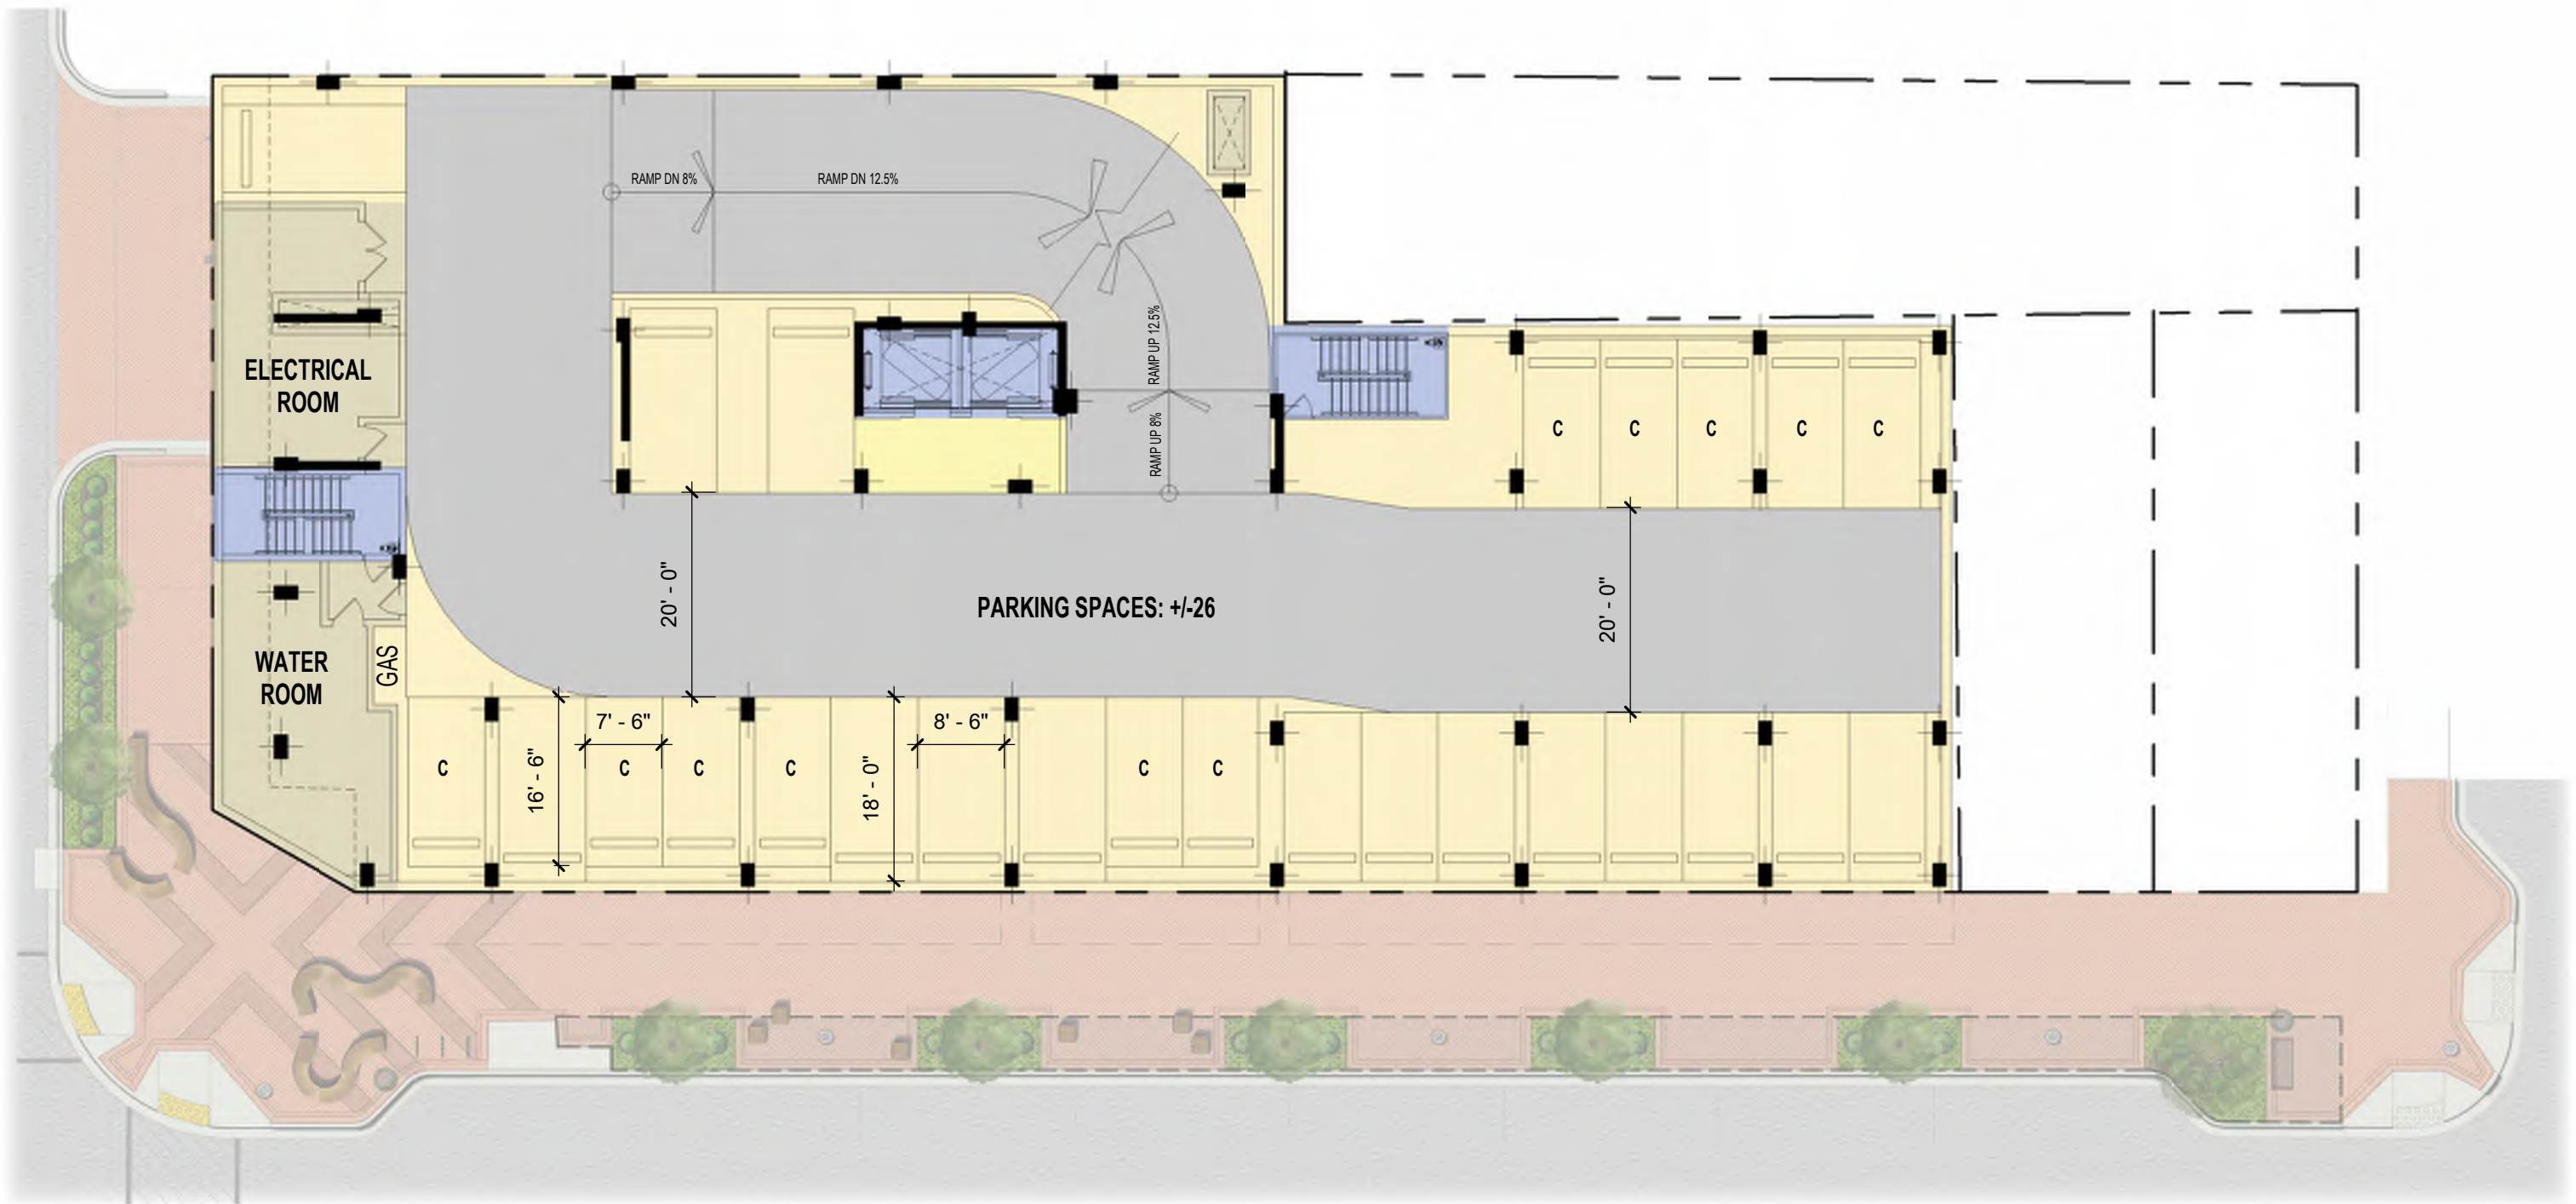 RAMP DN 8%
RAMP DN 12.5%
RAMP UP 12.5%
RAMP UP 8%
ELECTRICAL
ROOM
C
C
C
C
C
20' - 0"
PARKING SPACES: +/-26
20' - 0"
WATER
ROOM
GAS
7' - 6"
8' - 6"
16' - 6"
18' - 0"
C
C
C
C
C
C